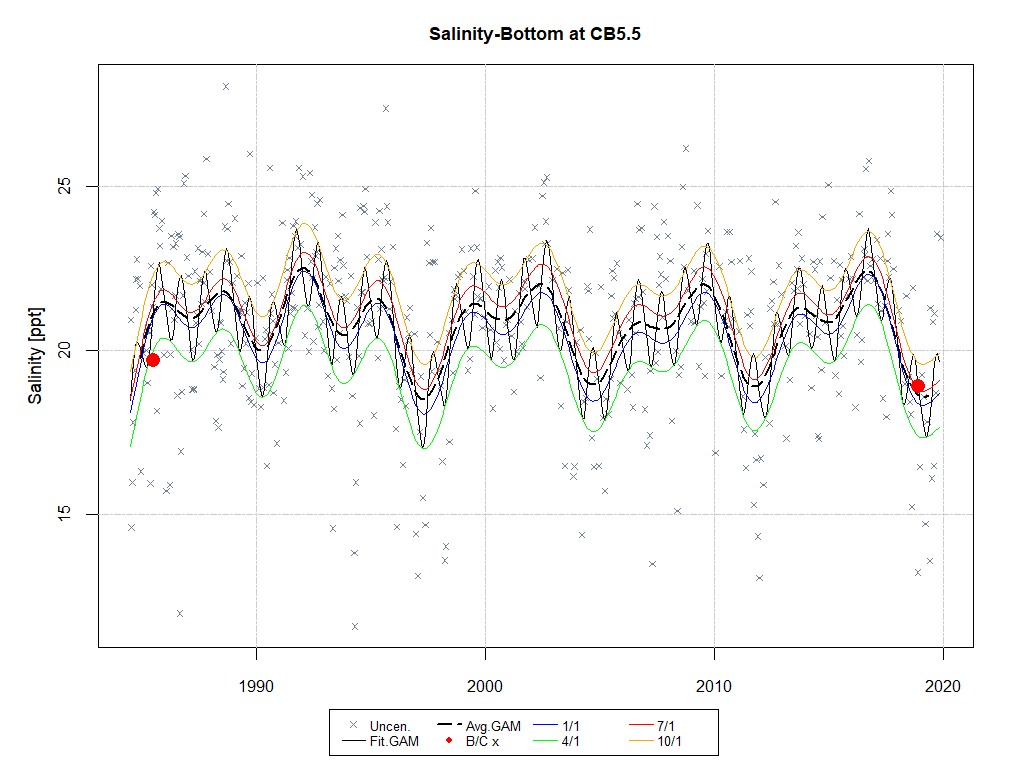 Salinity-Bottom at CB5.5
Salinity [ppt]
25
20
15
1990 2000 2010 2020
Uncen. Avg.GAM 1/1 7/1
Fit.GAM B/C x 4/1 10/1